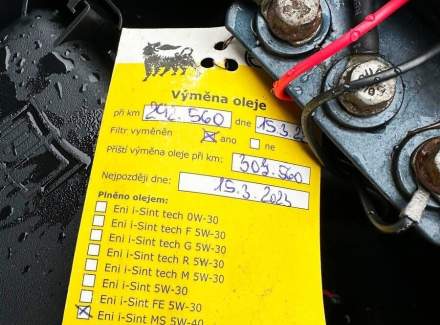 Výměna oleje
při km 292.560 dne 15.3.2
Filtr vyměněn ano ne
Příští výměna oleje při km: 303.560
Nejpozději dne: 15.3.2023
Plněno olejem:
Eni i-Sint tech 0W-30
Eni i-Sint tech F 5W-30
Eni i-Sint tech G 5W-30
Eni i-Sint tech R 5W-30
Eni i-Sint tech M 5W-30
Eni i-Sint 5W-30
Eni i-Sint FE 5W-30
Eni i-Sint MS 5W-40